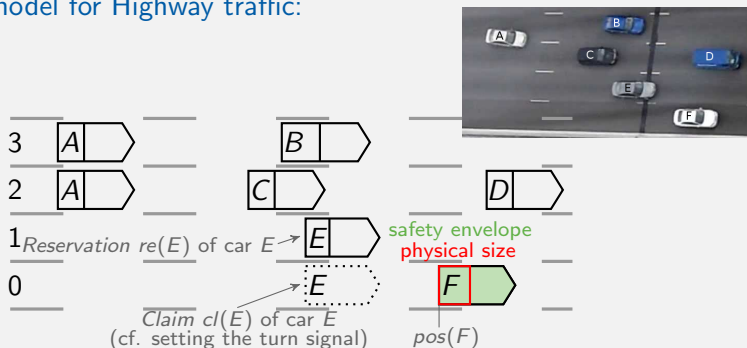 model for Highway traffic:
A
B
C
D
E
F
3 A B
2 A C D
1 Reservation re(E) of car E E safety envelope
physical size
0 E F
Claim cl(E) of car E
(cf. setting the turn signal) pos(F)